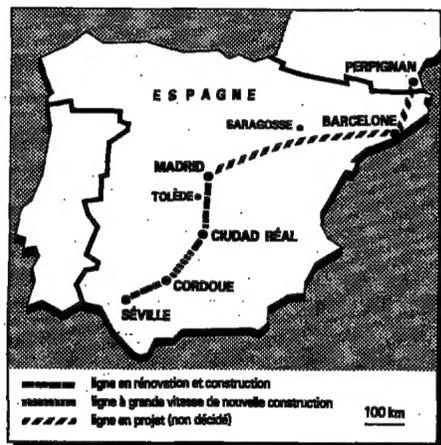 PERPIGNAN
ESPAGNE
SARAGOSSE
BARCELONE
MADRID
TOLÈDE
CIUDAD RÉAL
CORDOUE
SÉVILLE
ligne en rénovation et construction
ligne à grande vitesse de nouvelle construction
ligne en projet (non décidé)
100 km